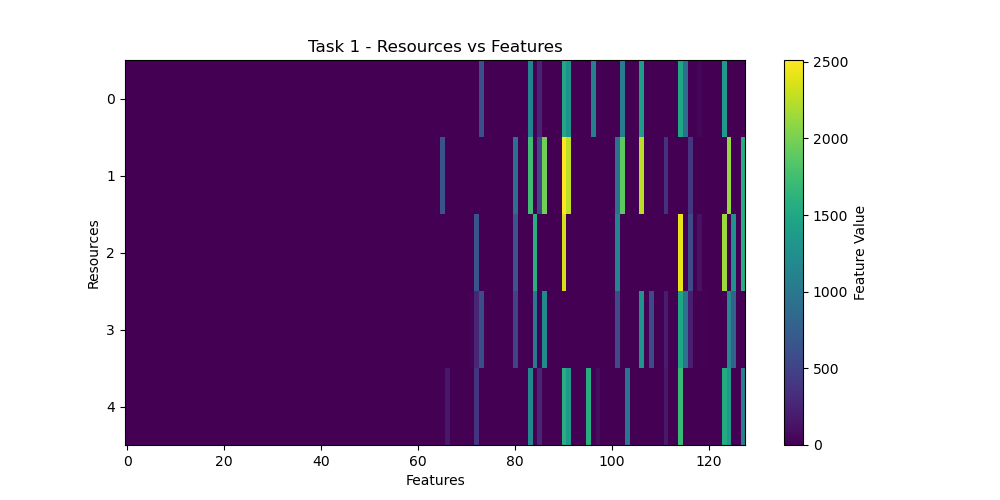 Task 1 - Resources vs Features
0
1
2
3
4
Resources
0 20 40 60 80 100 120
Features
2500
2000
1500
1000
500
0
Feature Value